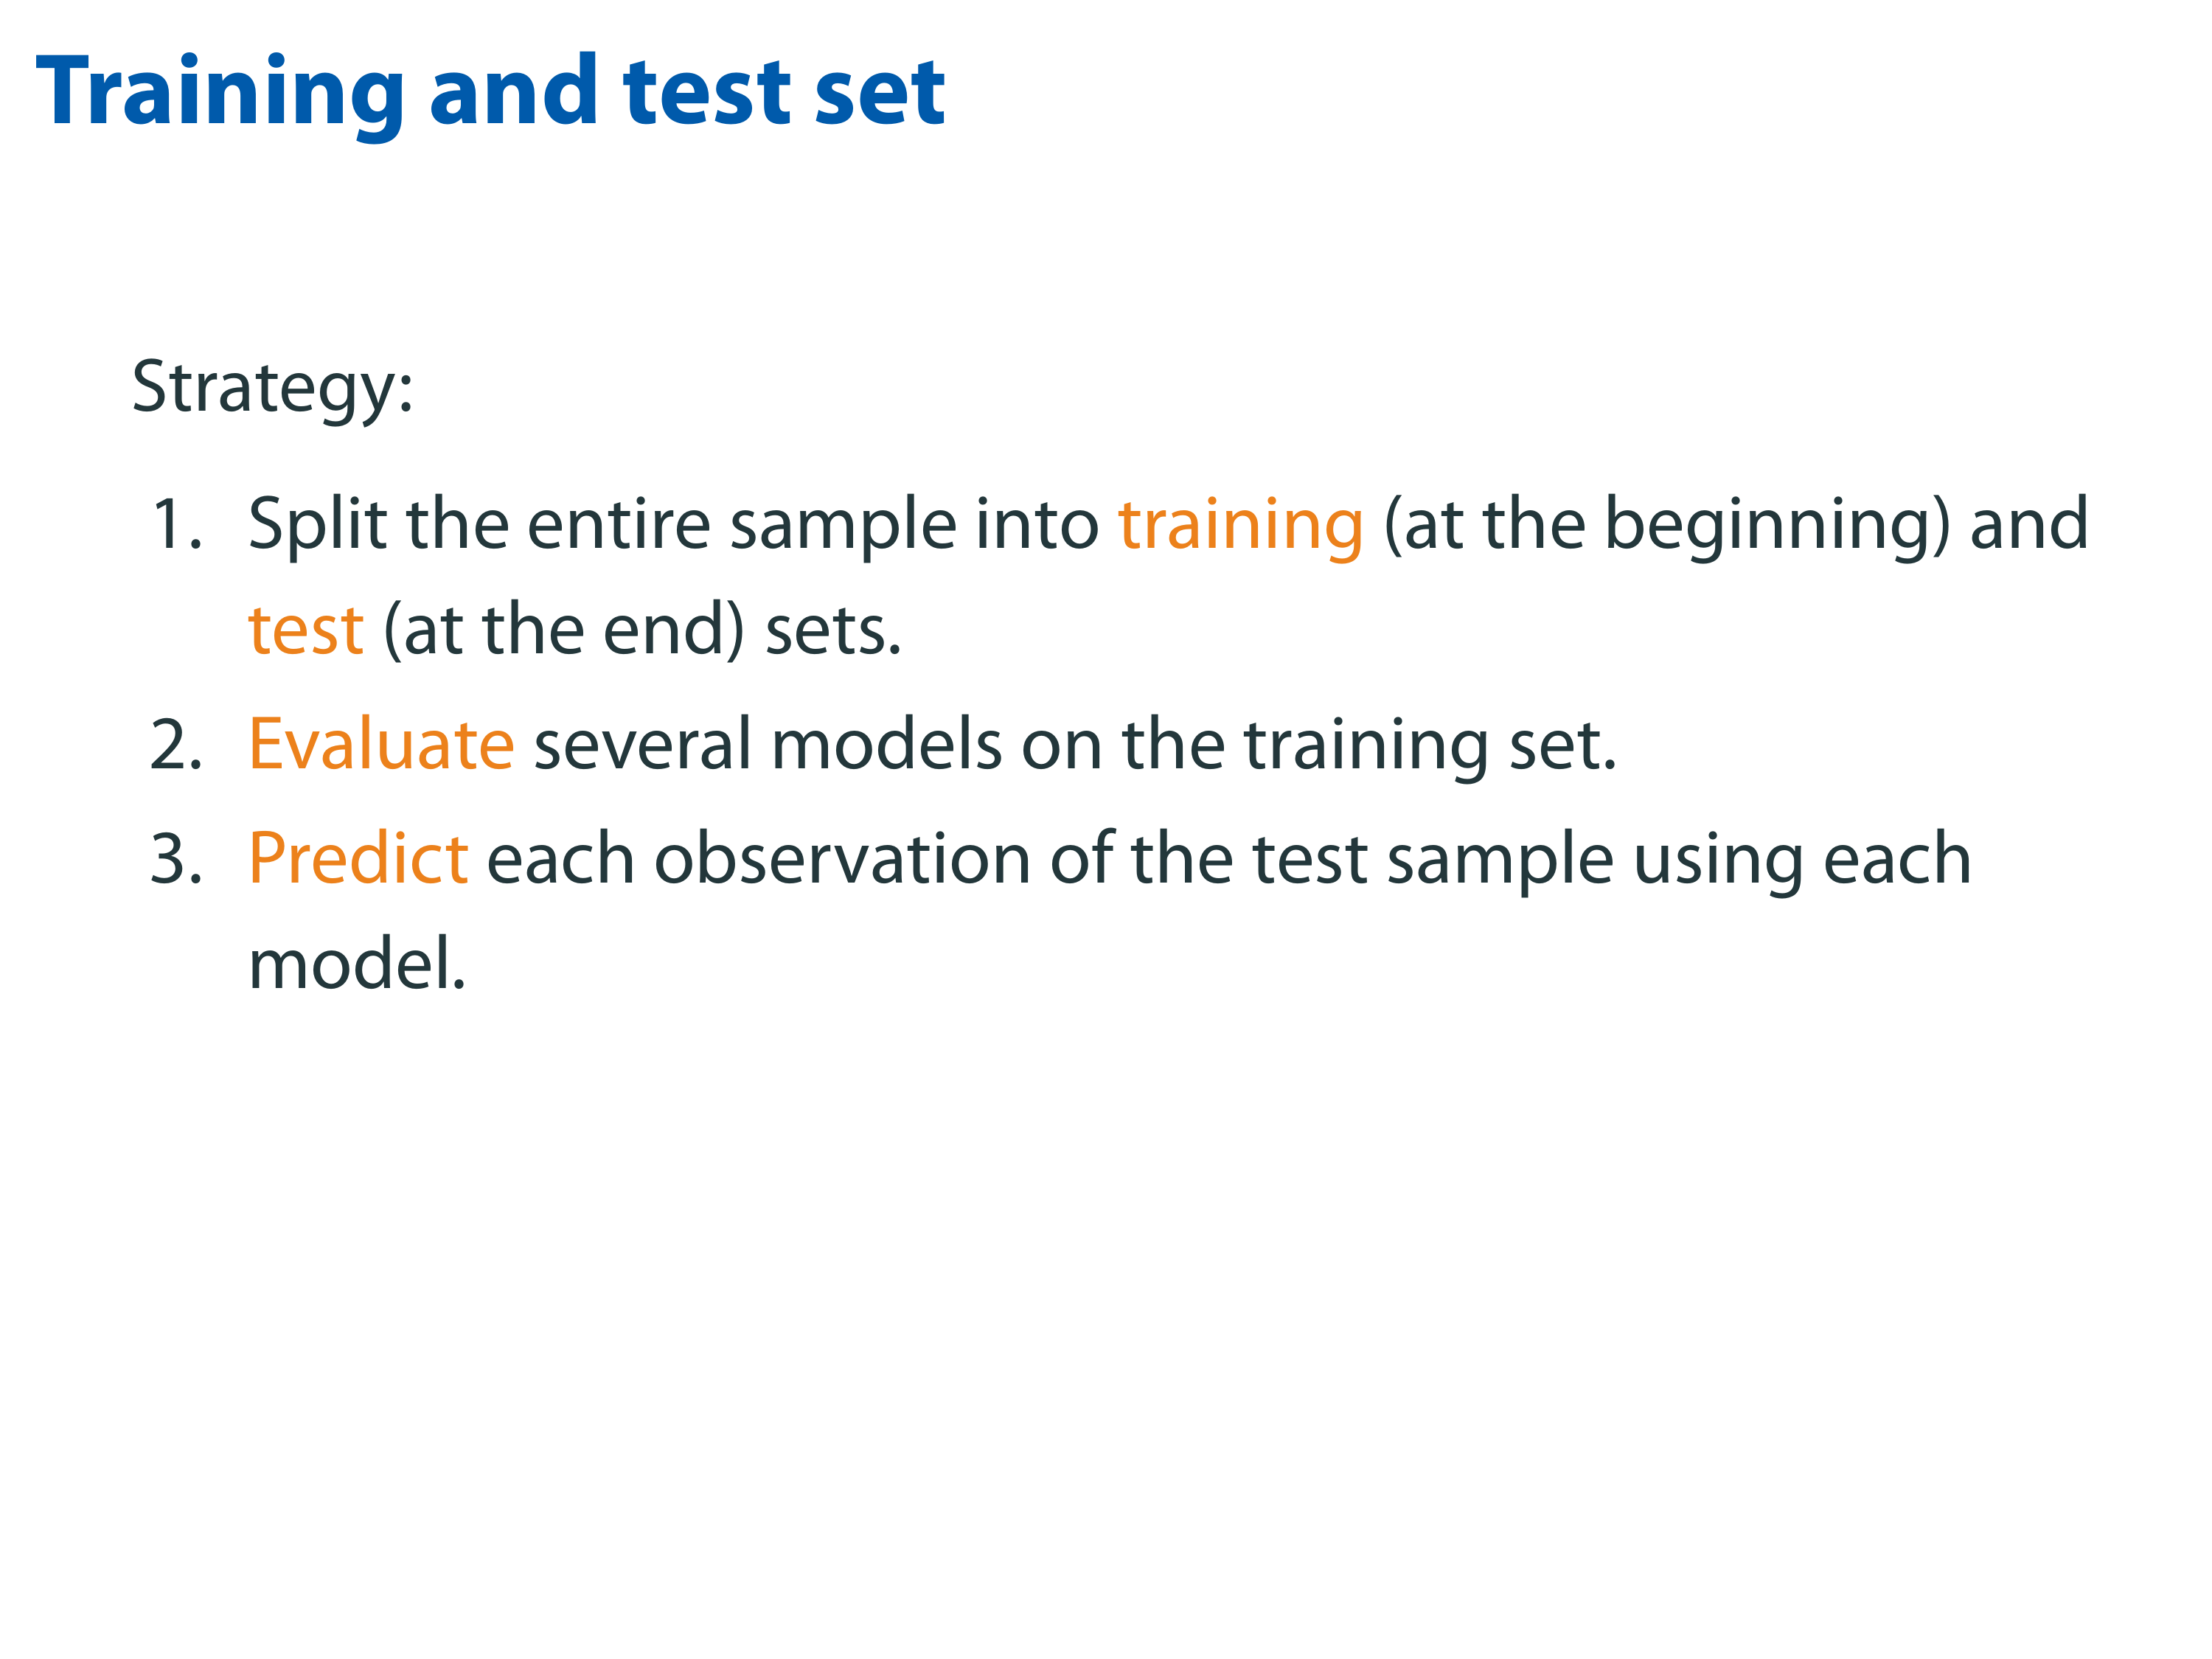 Training and test set
Strategy:
1. Split the entire sample into training (at the beginning) and
test (at the end) sets.
2. Evaluate several models on the training set.
3. Predict each observation of the test sample using each
model.